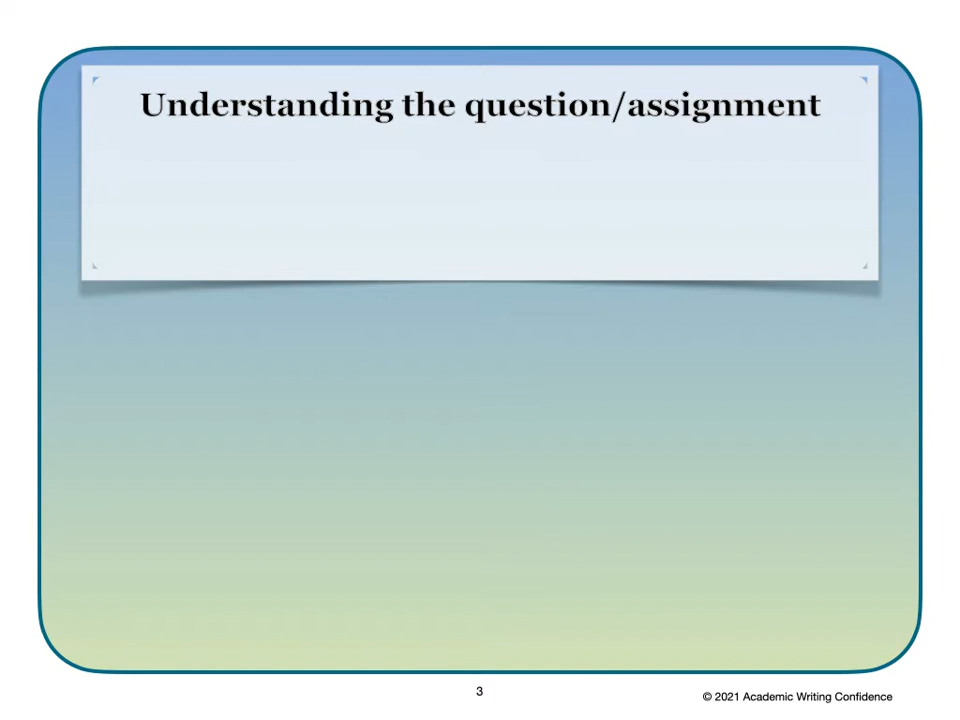 Understanding the question/assignment
3
© 2021 Academic Writing Confidence